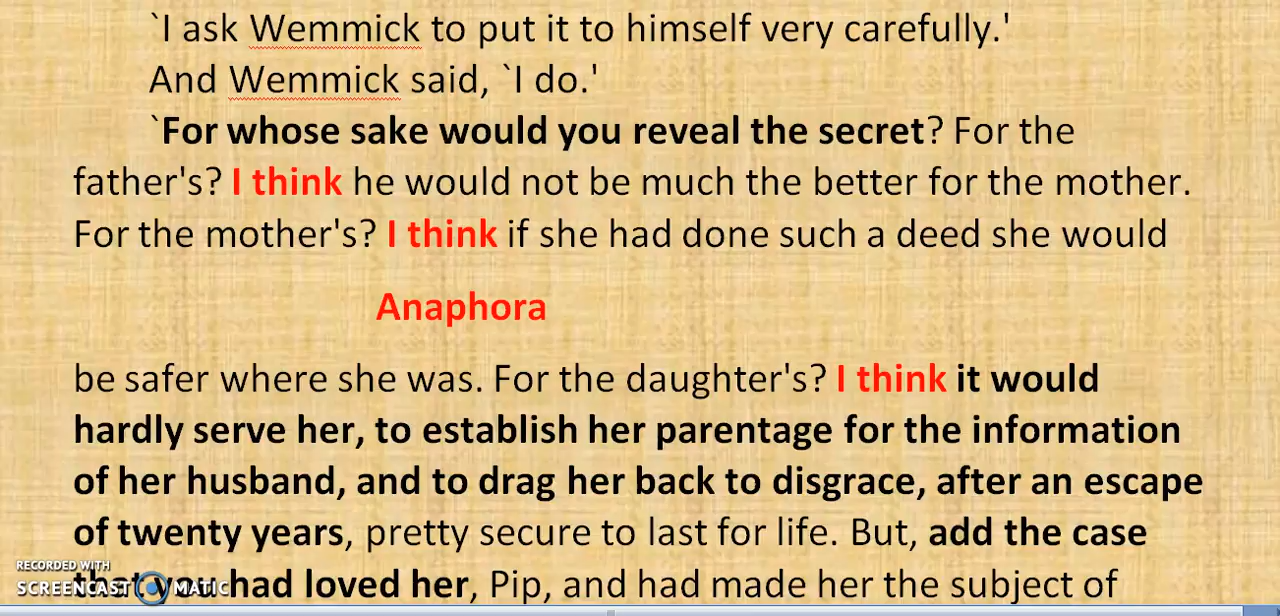 `I ask Wemmick to put it to himself very carefully.'
And Wemmick said, `I do.'
`For whose sake would you reveal the secret? For the
father's? I think he would not be much the better for the mother.
For the mother's? I think if she had done such a deed she would
Anaphora
be safer where she was. For the daughter's? I think it would
hardly serve her, to establish her parentage for the information
of her husband, and to drag her back to disgrace, after an escape
of twenty years, pretty secure to last for life. But, add the case
that you had loved her, Pip, and had made her the subject of
RECORDED WITH
SCREENCAST MATIC